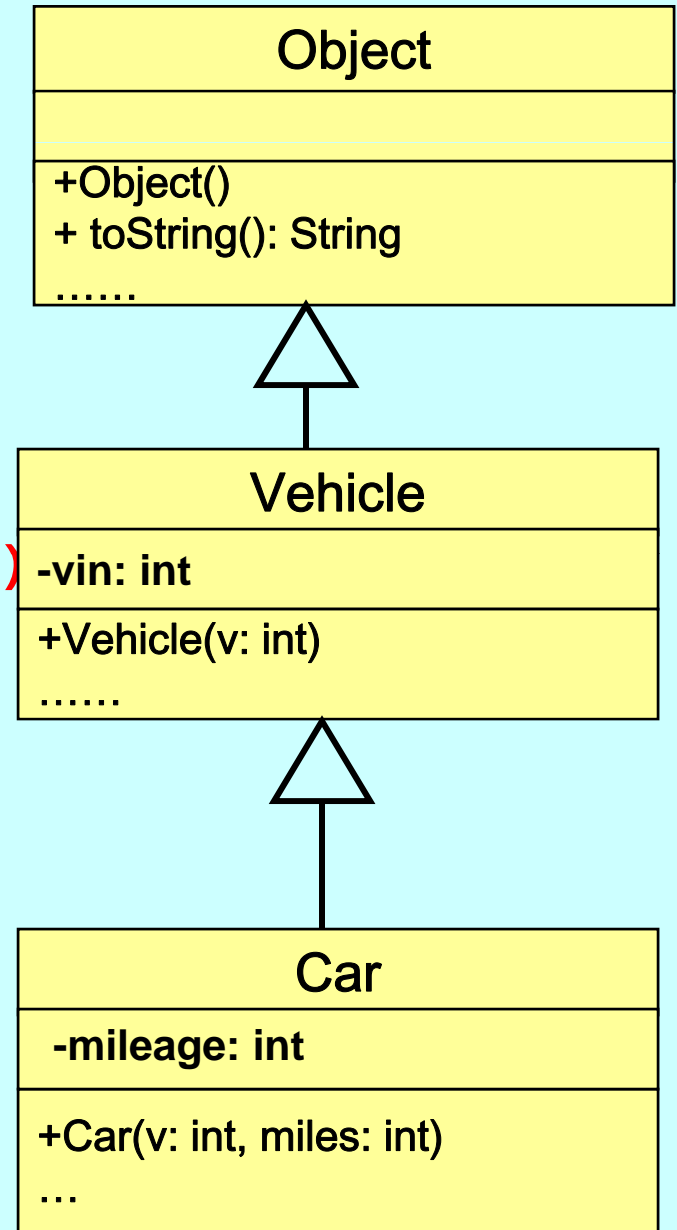 Object
+Object()
+ toString(): String
......
Vehicle
)
-vin: int
+Vehicle(v: int)
......
Car
-mileage: int
+Car(v: int, miles: int)
...